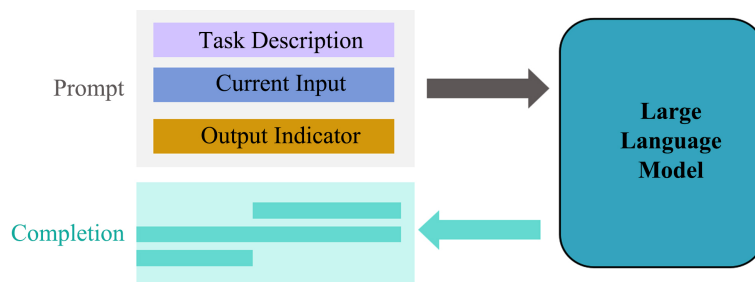 Task Description
Prompt
Current Input
Output Indicator
Large
Language
Model
Completion